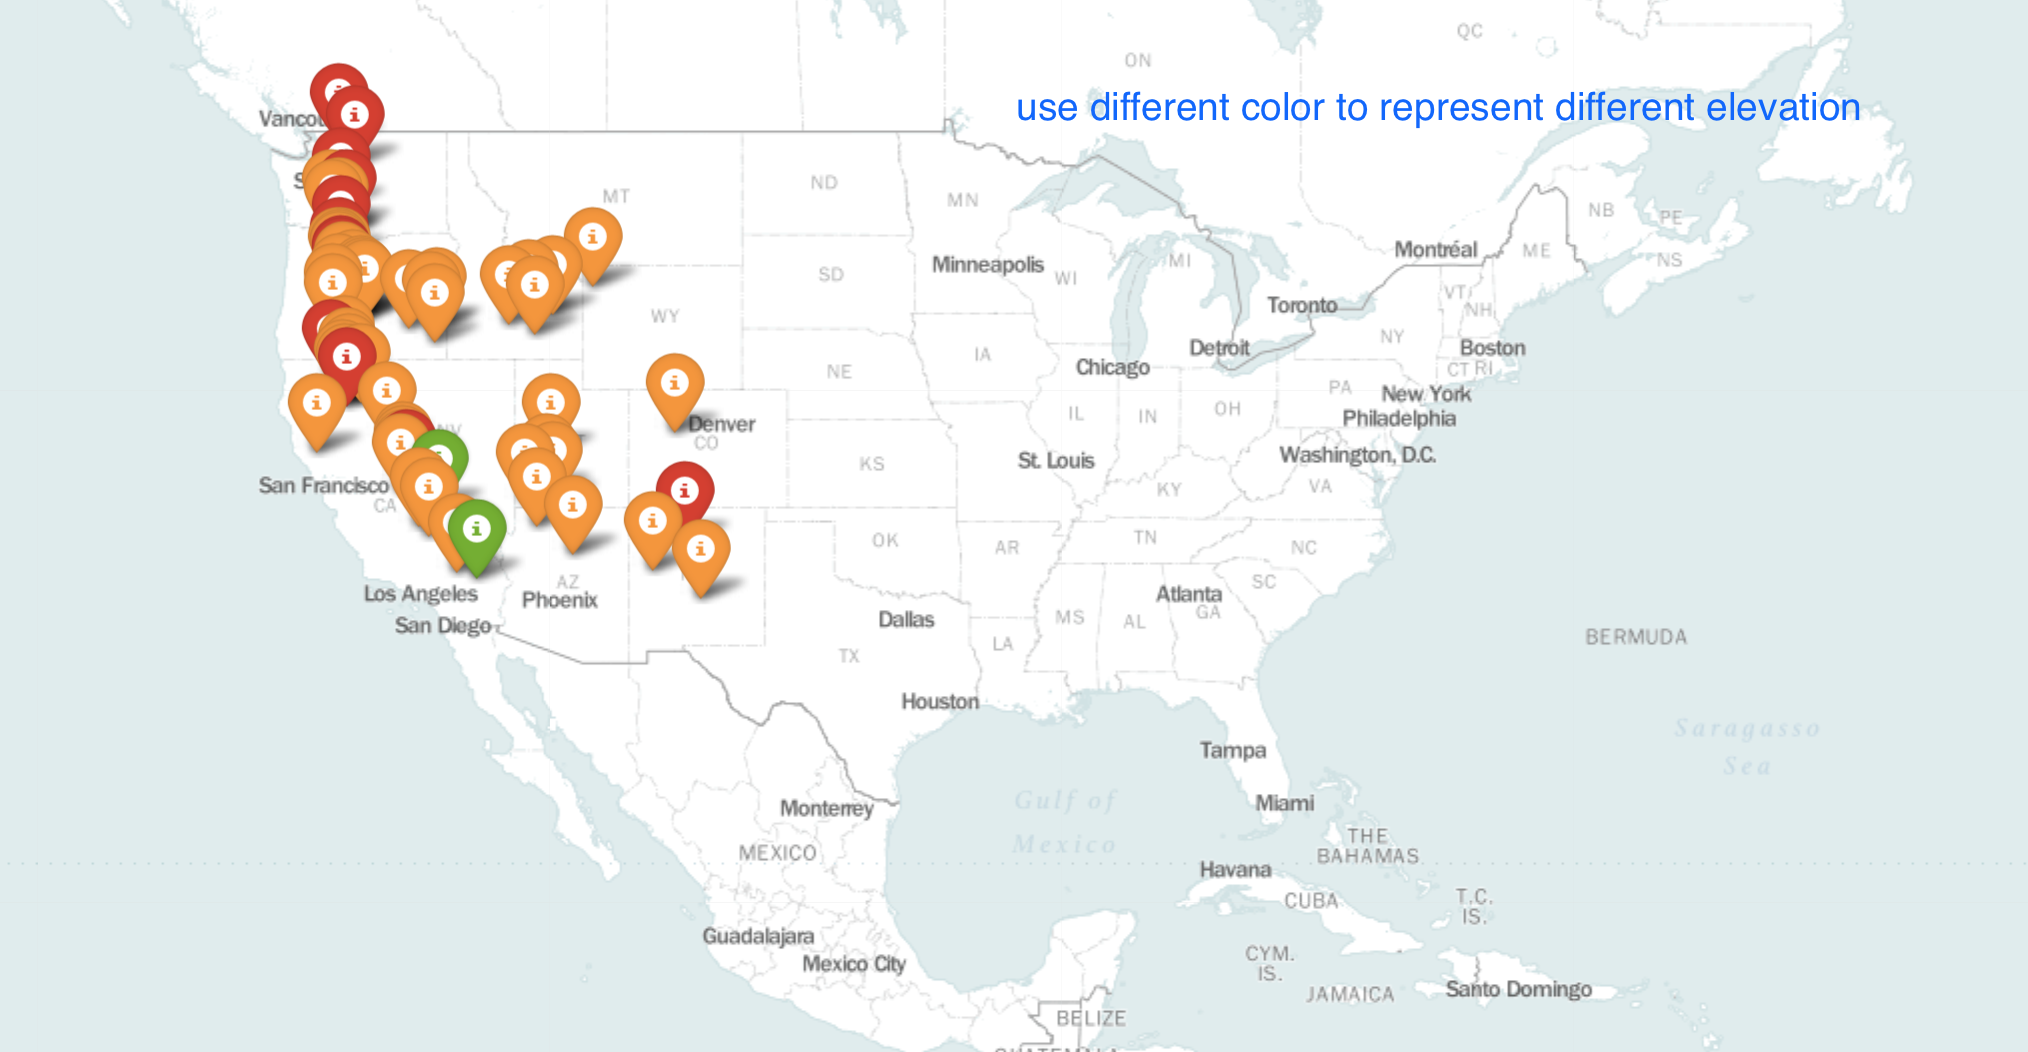 QC
ON
use different color to represent different elevation
MT
ND
MN
NB
PE
Montréal
ME
NS
Minneapolis
SD
WI
MI
VT
NH
Toronto
WY
NY
Detroit
Boston
IA
Chicago
NE
CT RI
PA
New York
Philadelphia
IL
IN
OH
Denver
CO
Washington, D.C.
St. Louis
KS
San Francisco
CA
KY
VA
OK
AR
TN
NC
AZ
SC
Los Angeles
Phoenix
Atlanta
GA
San Diego
Dallas
MS
AL
LA
TX
BERMUDA
Houston
Saragasso
Sea
Tampa
Gulf of
Mexico
Miami
Monterrey
THE
BAHAMAS
MEXICO
Havana
CUBA
T.C.
IS.
Guadalajara
Mexico City
CYM.
IS.
JAMAICA
Santo Domingo
BELIZE